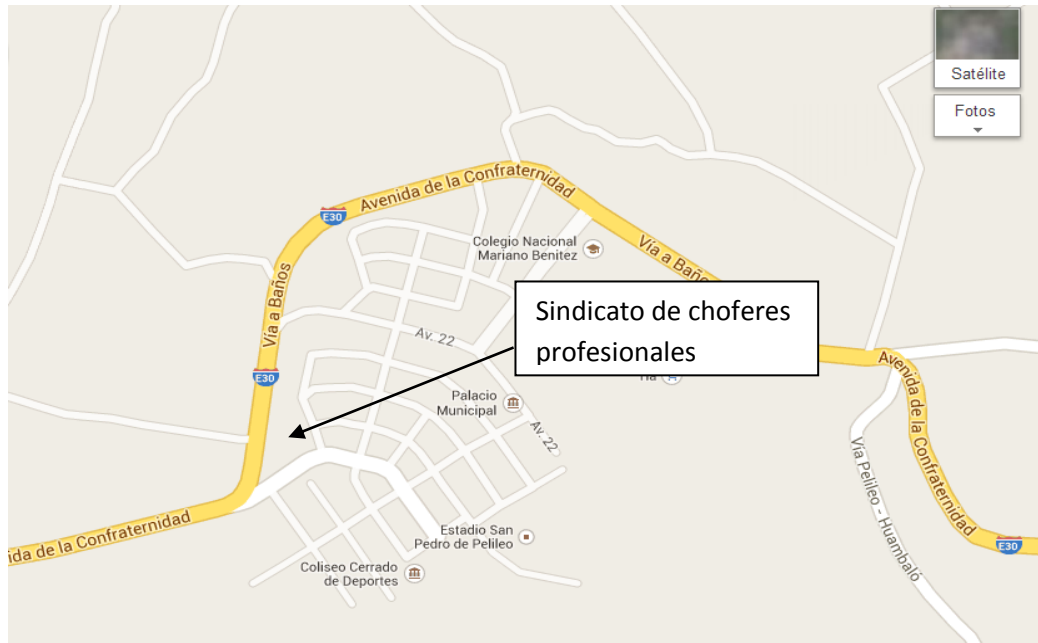 Satélite
Fotos
Avenida de la Confraternidad
E30
Colegio Nacional
Mariano Benitez
Vía a Baños
Vía a Baños
Sindicato de choferes
profesionales
Av. 22
E30
Palacio
Municipal
Av. 22
Avenida de la Confraternidad
Vía Pelileo - Huambaló
ida de la Confraternidad
Estadio San
Pedro de Pelileo
E30
Coliseo Cerrado
de Deportes